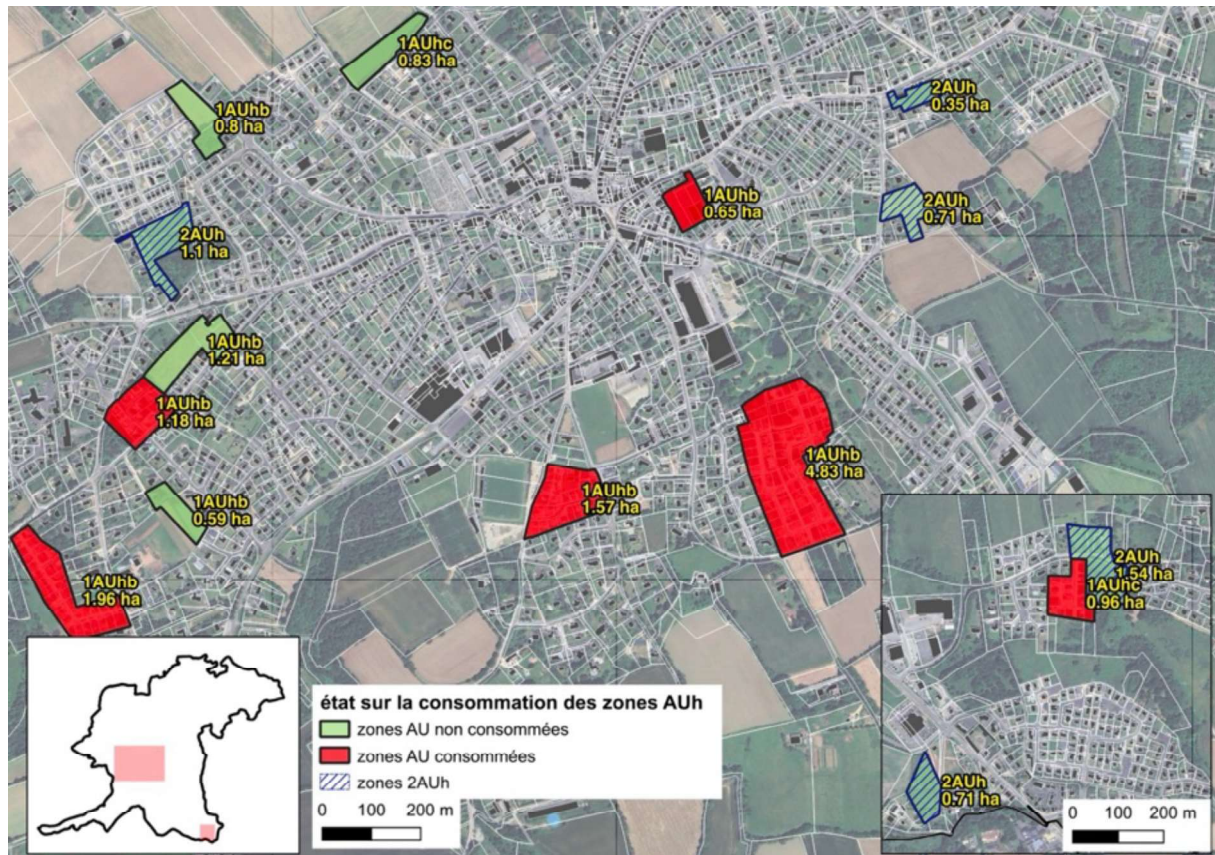 1AUhc
0.83 ha
1AUhb
0.8 ha
2AUh
0.35 ha
1AUhb
0.65 ha
2AUh
0.71 ha
2AUh
1.1 ha
1AUhb
1.21 ha
1AUhb
1.18 ha
1AUhb
4.83 ha
1AUhb
1.57 ha
1AUhb
0.59 ha
1AUhb
1.96 ha
2AUh
1.54 ha
1AUhc
0.96 ha
2AUh
0.71 ha
état sur la consommation des zones AUh
zones AU non consommées
zones AU consommées
zones 2AUh
0 100 200 m
0 100 200 m